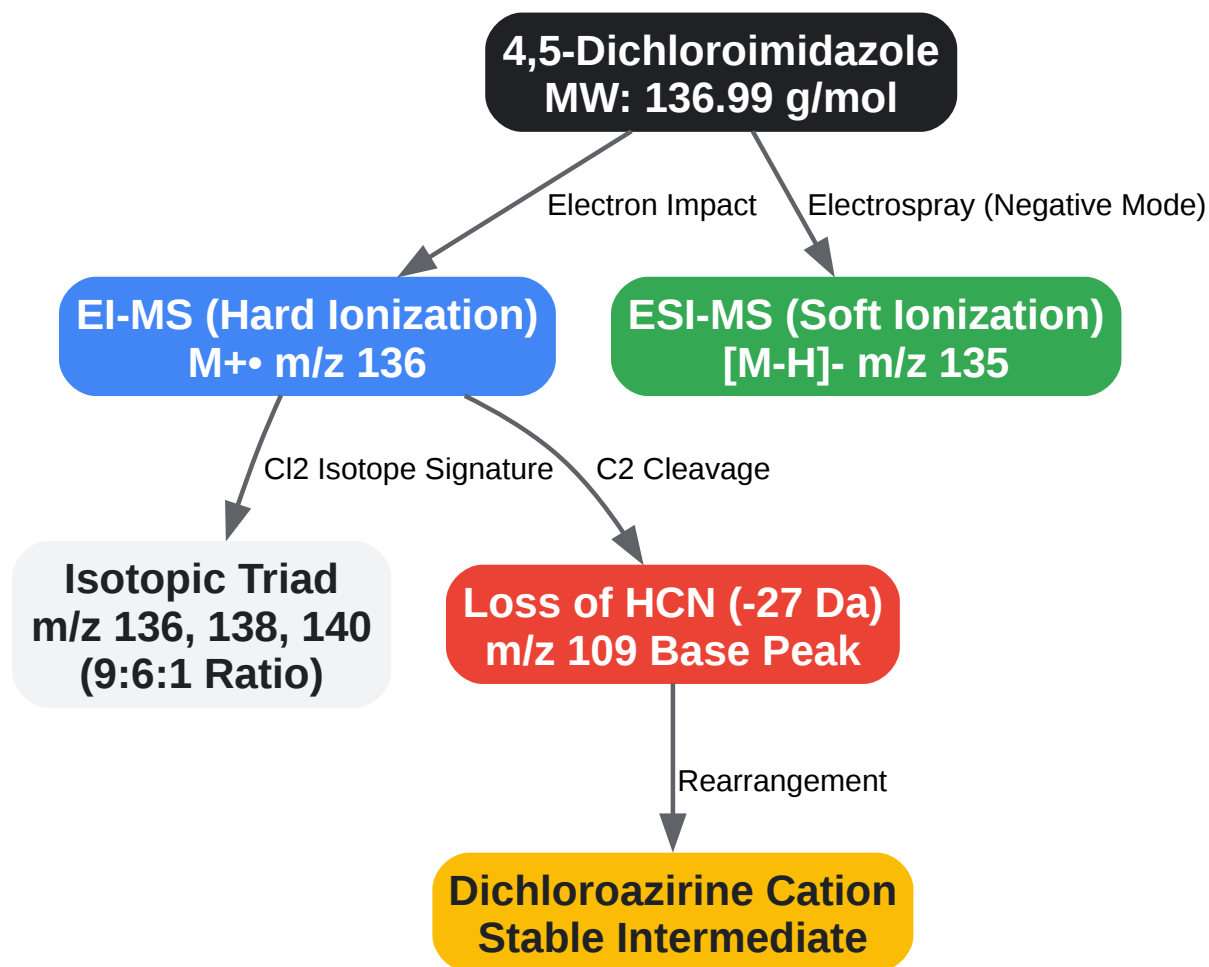 4,5-Dichloroimidazole
MW: 136.99 g/mol
Electron Impact
Electrospray (Negative Mode)
EI-MS (Hard Ionization)
M+• m/z 136
ESI-MS (Soft Ionization)
[M-H]- m/z 135
Cl2 Isotope Signature
C2 Cleavage
Isotopic Triad
m/z 136, 138, 140
(9:6:1 Ratio)
Loss of HCN (-27 Da)
m/z 109 Base Peak
Rearrangement
Dichloroazirine Cation
Stable Intermediate